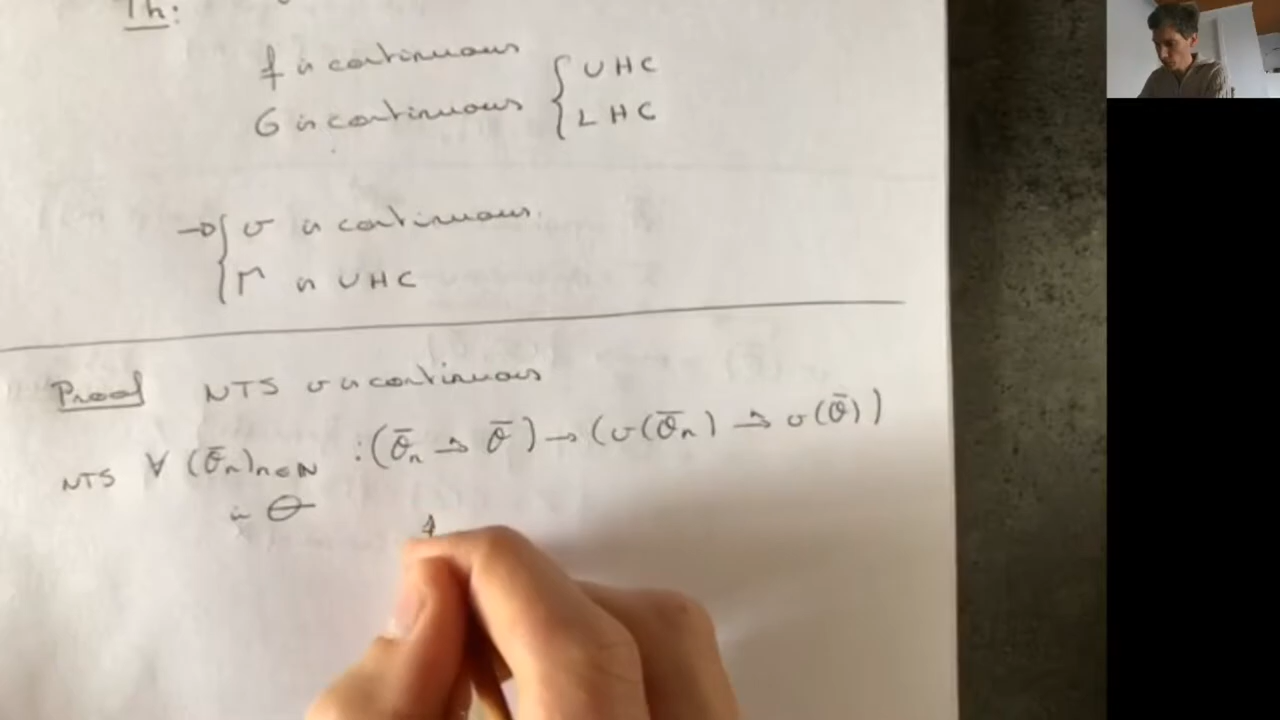 Th:
f is continuous
G is continuous { UHC
LHC
→ { v is continuous.
Γ is UHC
Proof NTS v is continuous
NTS ∀ (θ̄ₙ)ₙ∈ℕ : (θ̄ₙ → θ̄) → (v(θ̄ₙ) → v(θ̄))
in Θ